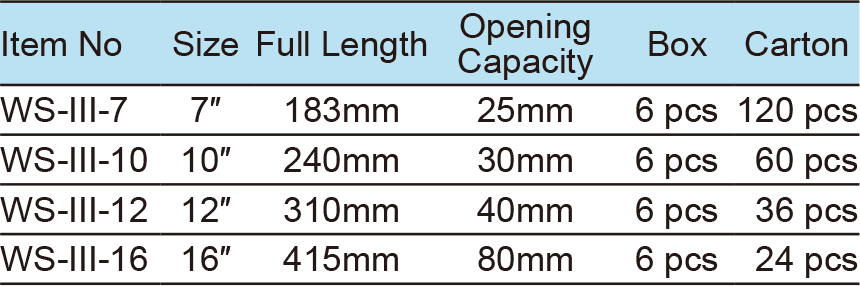 Item No Size Full Length Opening Capacity Box Carton
WS-III-7 7″ 183mm 25mm 6 pcs 120 pcs
WS-III-10 10″ 240mm 30mm 6 pcs 60 pcs
WS-III-12 12″ 310mm 40mm 6 pcs 36 pcs
WS-III-16 16″ 415mm 80mm 6 pcs 24 pcs